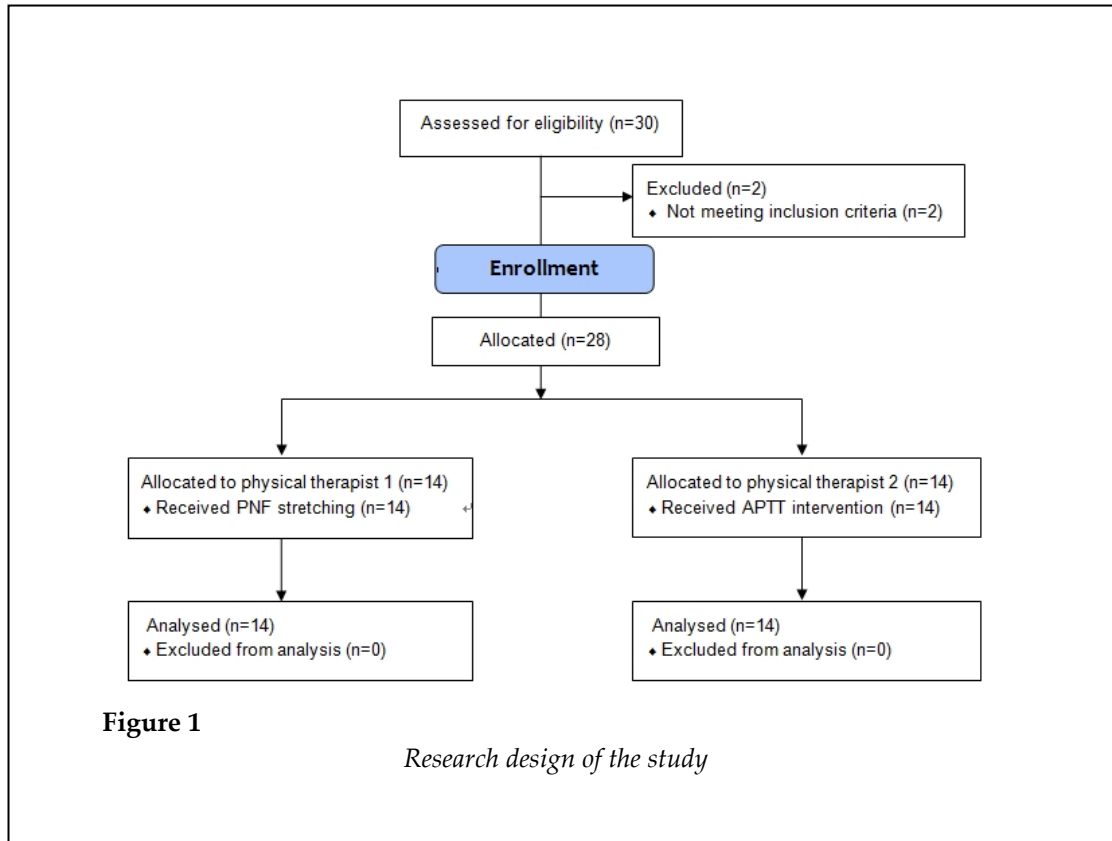 Assessed for eligibility (n=30)
Excluded (n=2)
♦ Not meeting inclusion criteria (n=2)
Enrollment
Allocated (n=28)
Allocated to physical therapist 1 (n=14)
♦ Received PNF stretching (n=14) ↵
Allocated to physical therapist 2 (n=14)
♦ Received APTT intervention (n=14)
Analysed (n=14)
♦ Excluded from analysis (n=0)
Analysed (n=14)
♦ Excluded from analysis (n=0)
Figure 1
Research design of the study